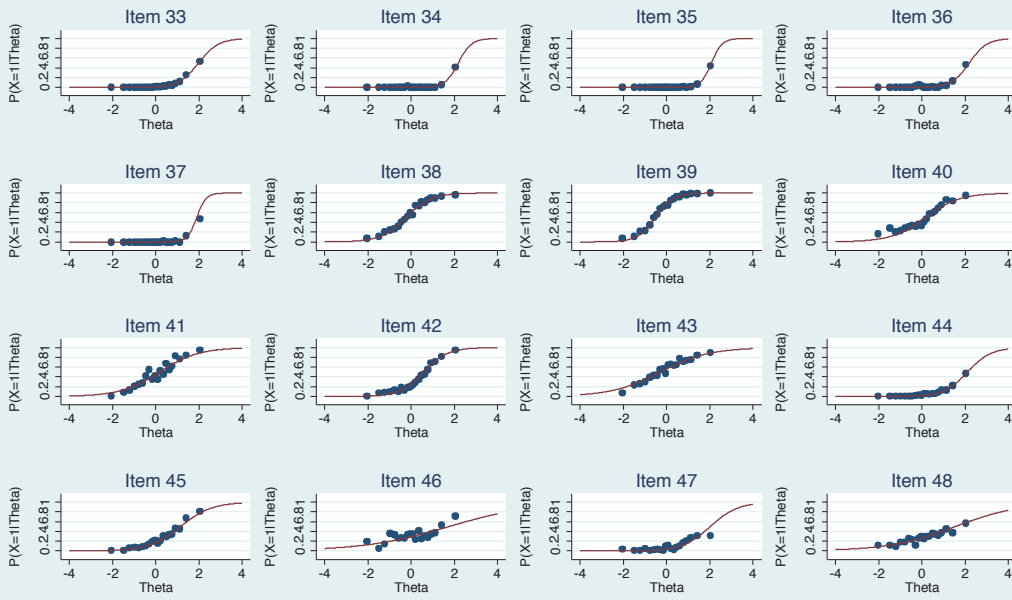 Item 33 Item 34 Item 35 Item 36
P(X=1|Theta) 0.2.4.6.81 P(X=1|Theta) 0.2.4.6.81 P(X=1|Theta) 0.2.4.6.81 P(X=1|Theta) 0.2.4.6.81
-4 -2 0 2 4 -4 -2 0 2 4 -4 -2 0 2 4 -4 -2 0 2 4
Theta Theta Theta Theta
Item 37 Item 38 Item 39 Item 40
P(X=1|Theta) 0.2.4.6.81 P(X=1|Theta) 0.2.4.6.81 P(X=1|Theta) 0.2.4.6.81 P(X=1|Theta) 0.2.4.6.81
-4 -2 0 2 4 -4 -2 0 2 4 -4 -2 0 2 4 -4 -2 0 2 4
Theta Theta Theta Theta
Item 41 Item 42 Item 43 Item 44
P(X=1|Theta) 0.2.4.6.81 P(X=1|Theta) 0.2.4.6.81 P(X=1|Theta) 0.2.4.6.81 P(X=1|Theta) 0.2.4.6.81
-4 -2 0 2 4 -4 -2 0 2 4 -4 -2 0 2 4 -4 -2 0 2 4
Theta Theta Theta Theta
Item 45 Item 46 Item 47 Item 48
P(X=1|Theta) 0.2.4.6.81 P(X=1|Theta) 0.2.4.6.81 P(X=1|Theta) 0.2.4.6.81 P(X=1|Theta) 0.2.4.6.81
-4 -2 0 2 4 -4 -2 0 2 4 -4 -2 0 2 4 -4 -2 0 2 4
Theta Theta Theta Theta